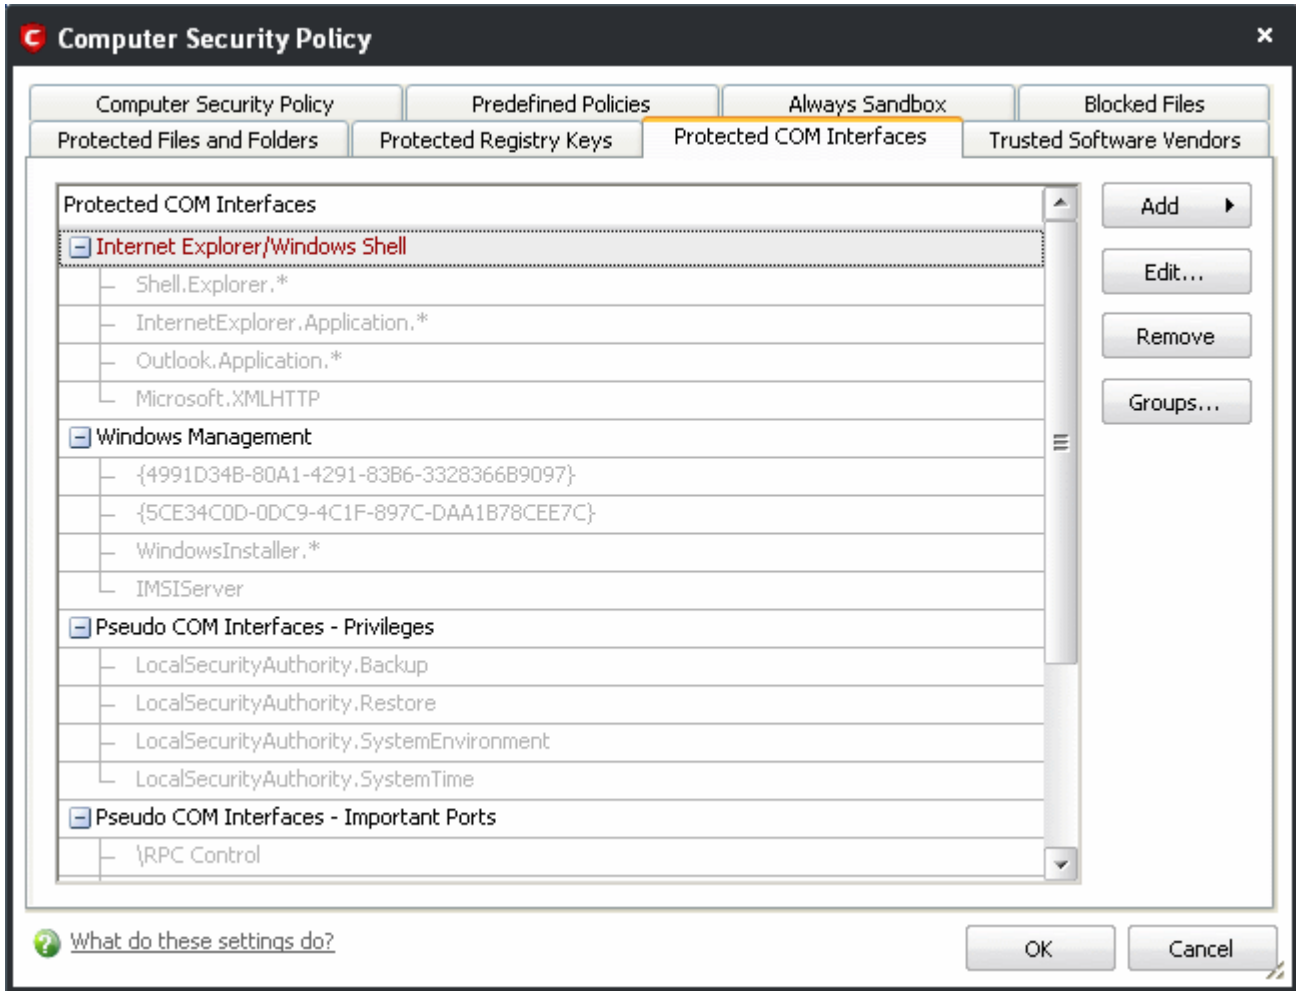 Computer Security Policy
Computer Security Policy
Predefined Policies
Always Sandbox
Blocked Files
Protected Files and Folders
Protected Registry Keys
Protected COM Interfaces
Trusted Software Vendors
Protected COM Interfaces
Internet Explorer/Windows Shell
Shell.Explorer.*
InternetExplorer.Application.*
Outlook.Application.*
Microsoft.XMLHTTP
Windows Management
{4991D34B-80A1-4291-83B6-3328366B9097}
{5CE34C0D-0DC9-4C1F-897C-DAA1B78CEE7C}
WindowsInstaller.*
IMSIServer
Pseudo COM Interfaces - Privileges
LocalSecurityAuthority.Backup
LocalSecurityAuthority.Restore
LocalSecurityAuthority.SystemEnvironment
LocalSecurityAuthority.SystemTime
Pseudo COM Interfaces - Important Ports
\RPC Control
Add
Edit...
Remove
Groups...
What do these settings do?
OK
Cancel